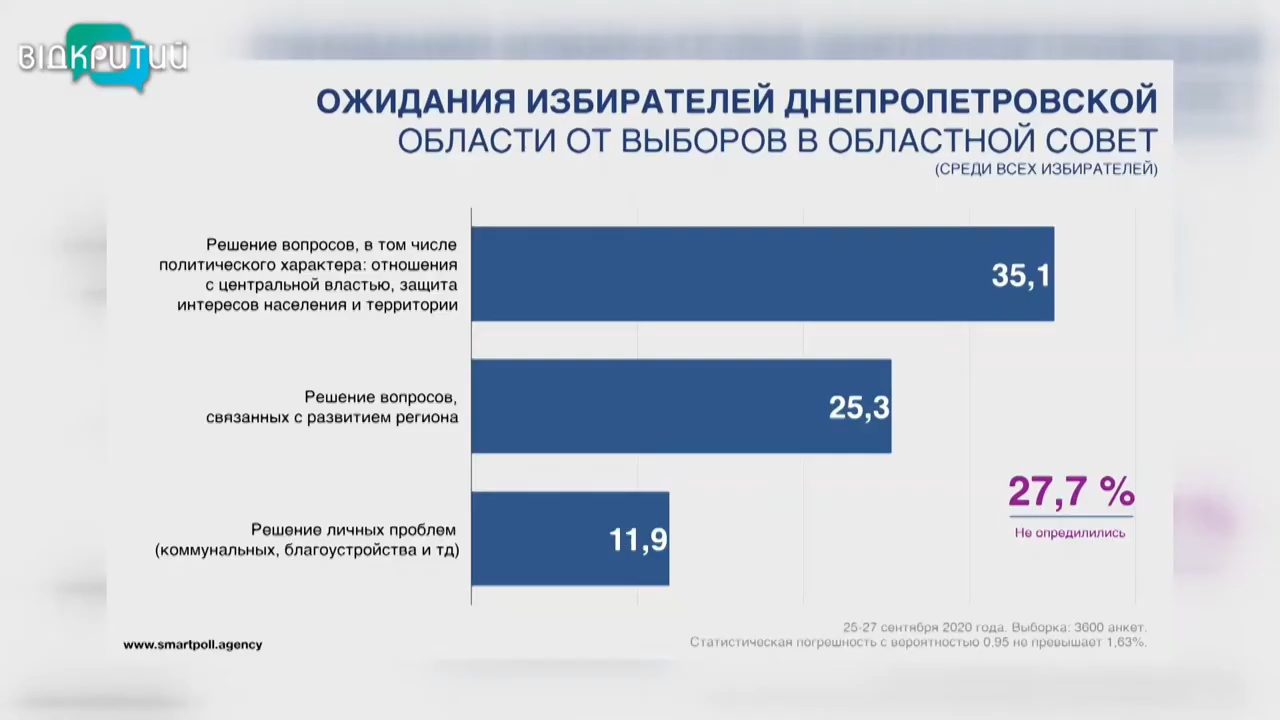 ВІДКРИТИЙ
ОЖИДАНИЯ ИЗБИРАТЕЛЕЙ ДНЕПРОПЕТРОВСКОЙ
ОБЛАСТИ ОТ ВЫБОРОВ В ОБЛАСТНОЙ СОВЕТ
(СРЕДИ ВСЕХ ИЗБИРАТЕЛЕЙ)
Решение вопросов, в том числе
политического характера: отношения
с центральной властью, защита
интересов населения и территории
35,1
Решение вопросов,
связанных с развитием региона
25,3
Решение личных проблем
(коммунальных, благоустройства и тд)
11,9
27,7 %
Не опредилились
25-27 сентября 2020 года. Выборка: 3600 анкет.
Статистическая погрешность с вероятностью 0.95 не превышает 1,63%.
www.smartpoll.agency